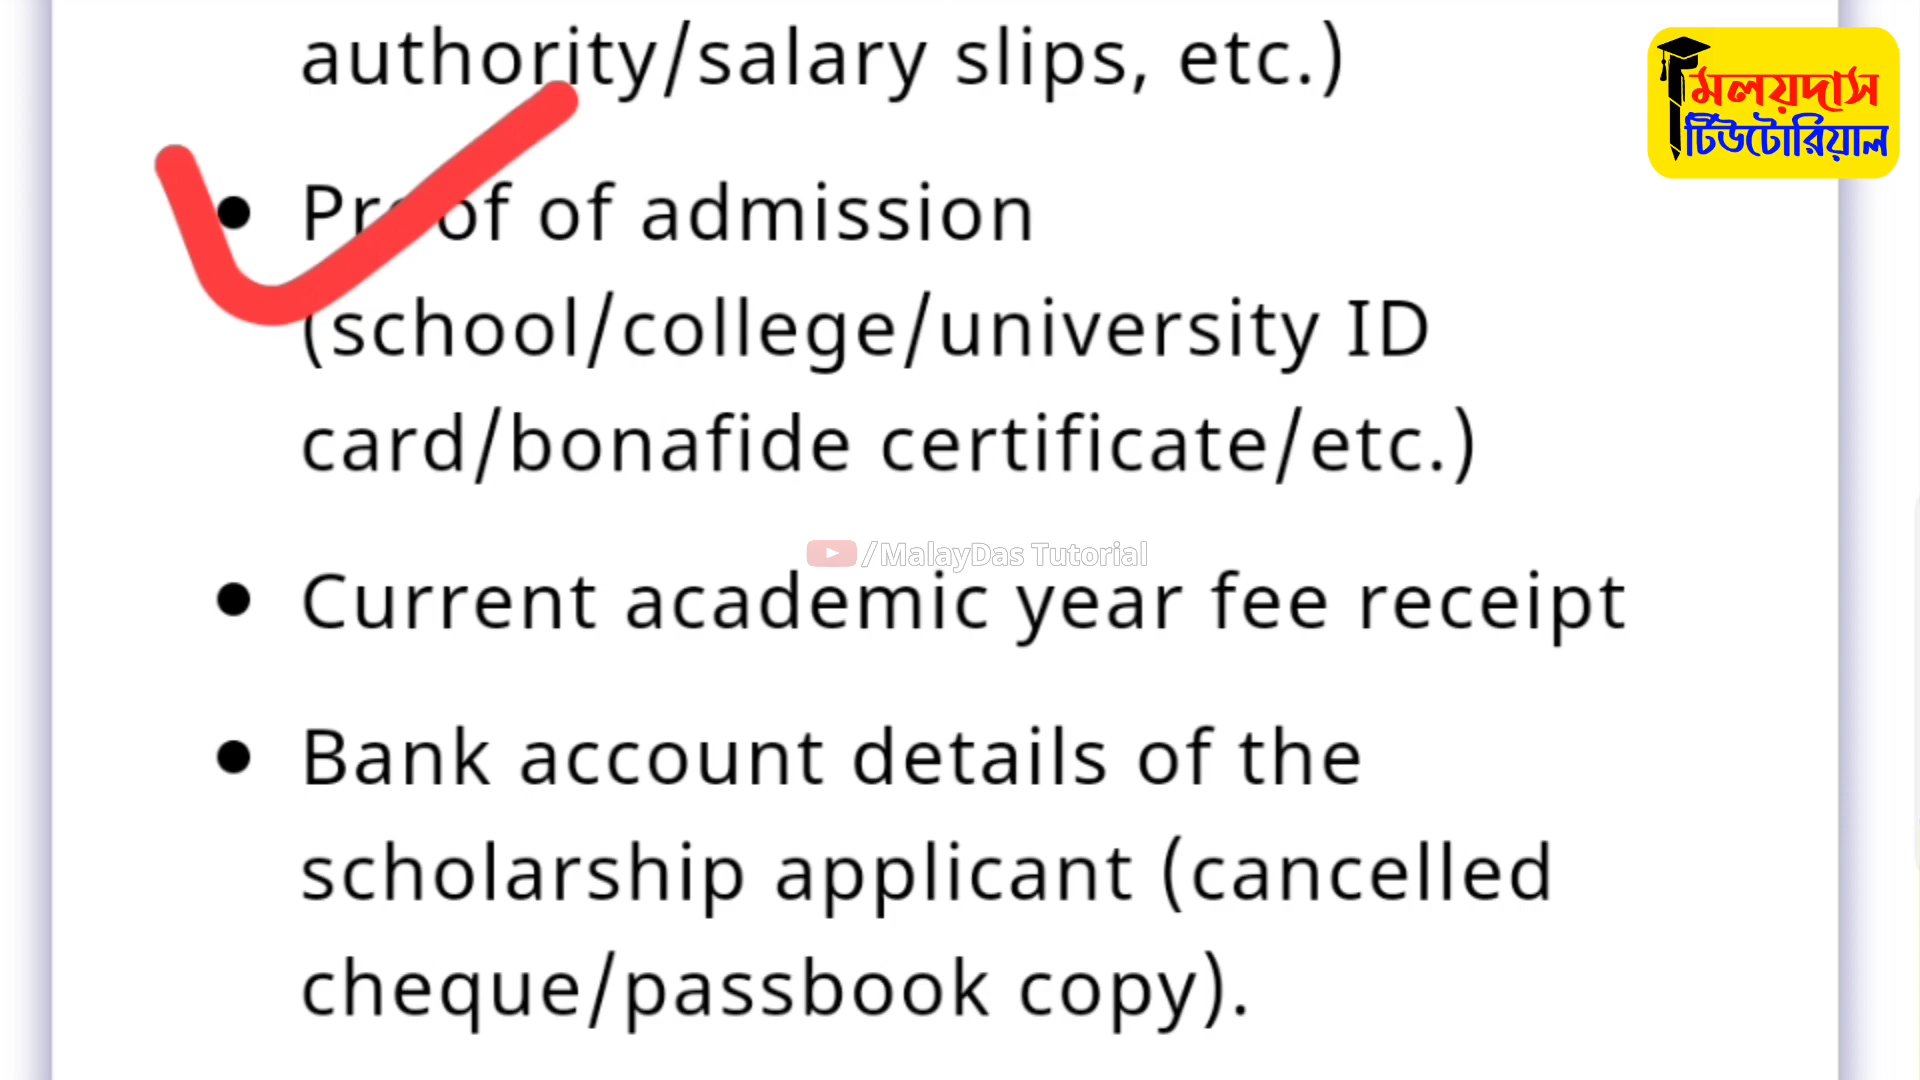 authority/salary slips, etc.)
মলয়দাস
টিউটোরিয়াল
• Proof of admission
(school/college/university ID
card/bonafide certificate/etc.)
/MalayDas Tutorial
• Current academic year fee receipt
• Bank account details of the
scholarship applicant (cancelled
cheque/passbook copy).